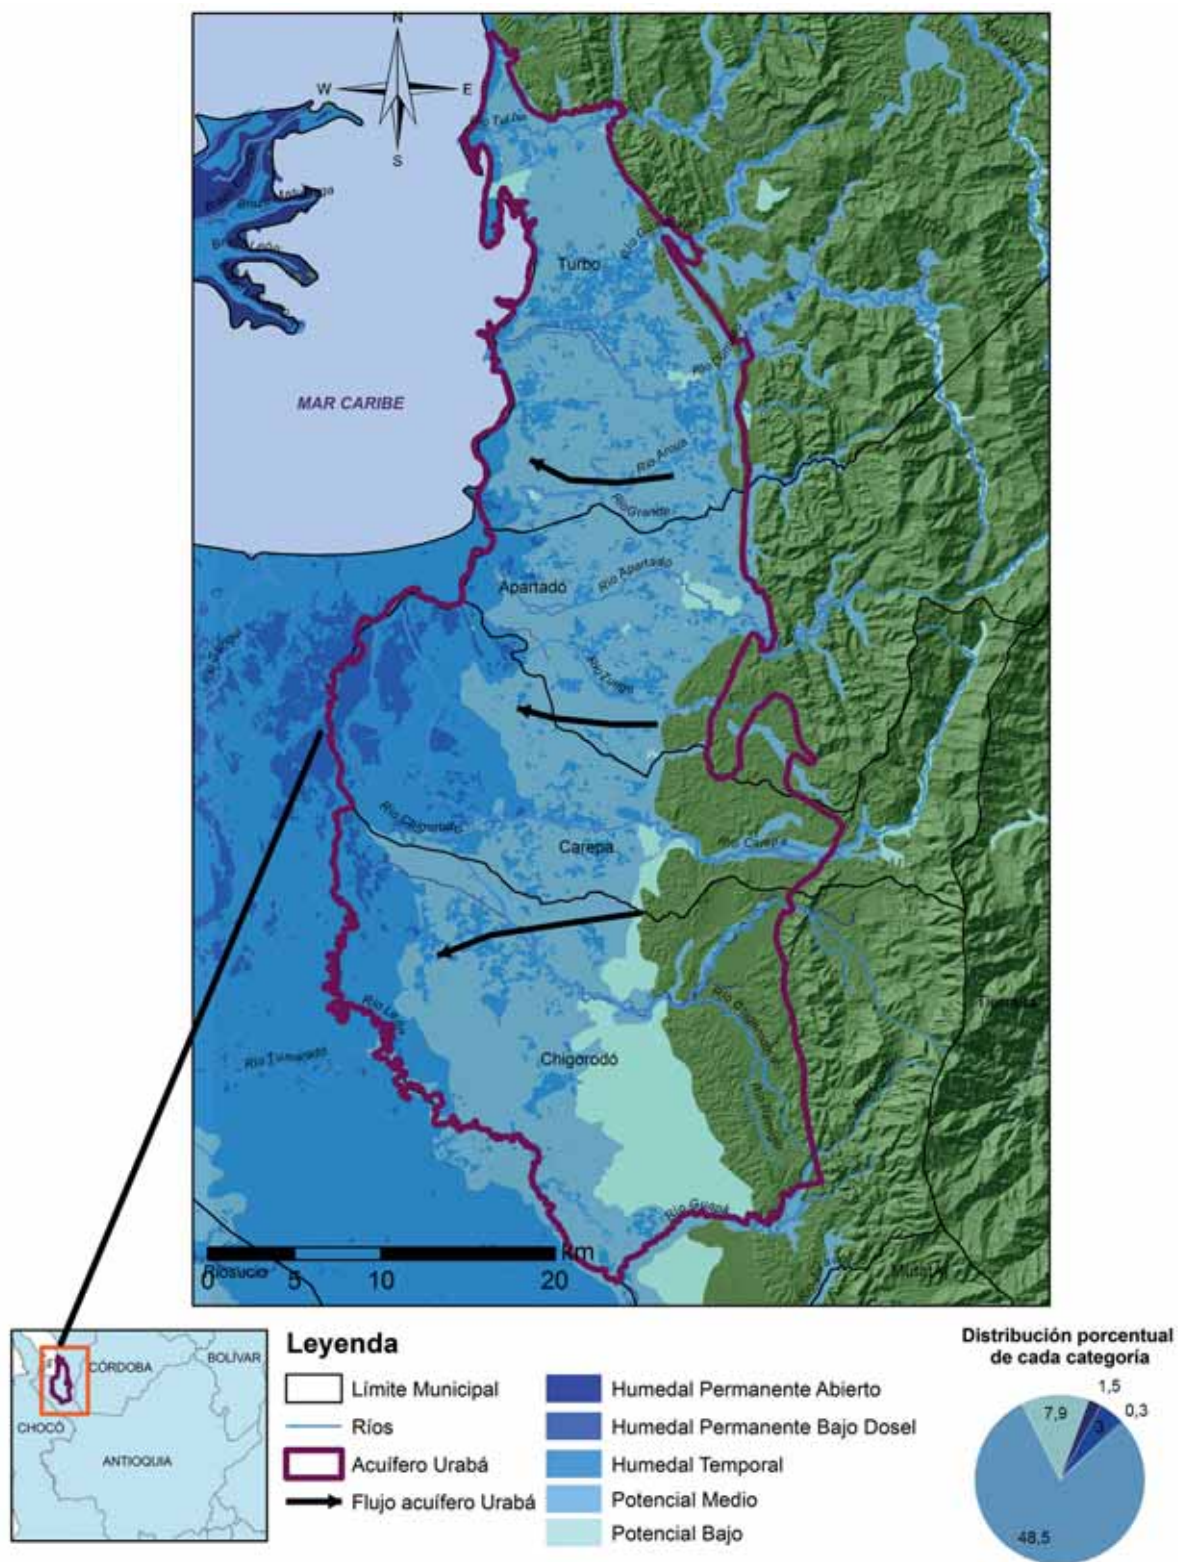 N
W
E
S
Río Turbo
Turbo
MAR CARIBE
Río Grande
Río Apartadó
Apartadó
Río Zungo
Río Chigorodó
Carepa
Río Carepa
Río León
Río Tumaradó
Chigorodó
Río Guapá
km
Riosucio
0 5 10 20
CÓRDOBA
BOLÍVAR
CHOCÓ
ANTIOQUIA
Leyenda
Límite Municipal
Ríos
Acuífero Urabá
Flujo acuífero Urabá
Humedal Permanente Abierto
Humedal Permanente Bajo Dosel
Humedal Temporal
Potencial Medio
Potencial Bajo
Distribución porcentual
de cada categoría
1,5
7,9
0,3
3
48,5